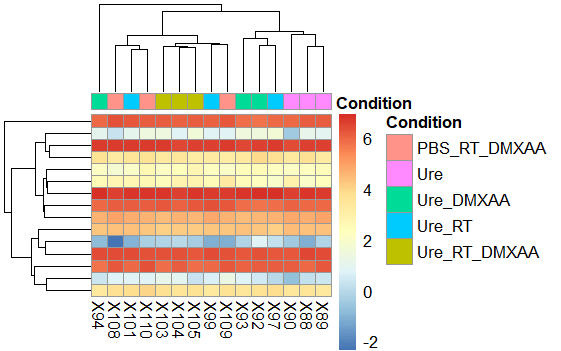 Condition
6
4
2
0
-2
Condition
PBS_RT_DMXAA
Ure
Ure_DMXAA
Ure_RT
Ure_RT_DMXAA
X94
X108
X101
X110
X103
X104
X105
X99
X109
X93
X92
X97
X90
X88
X89